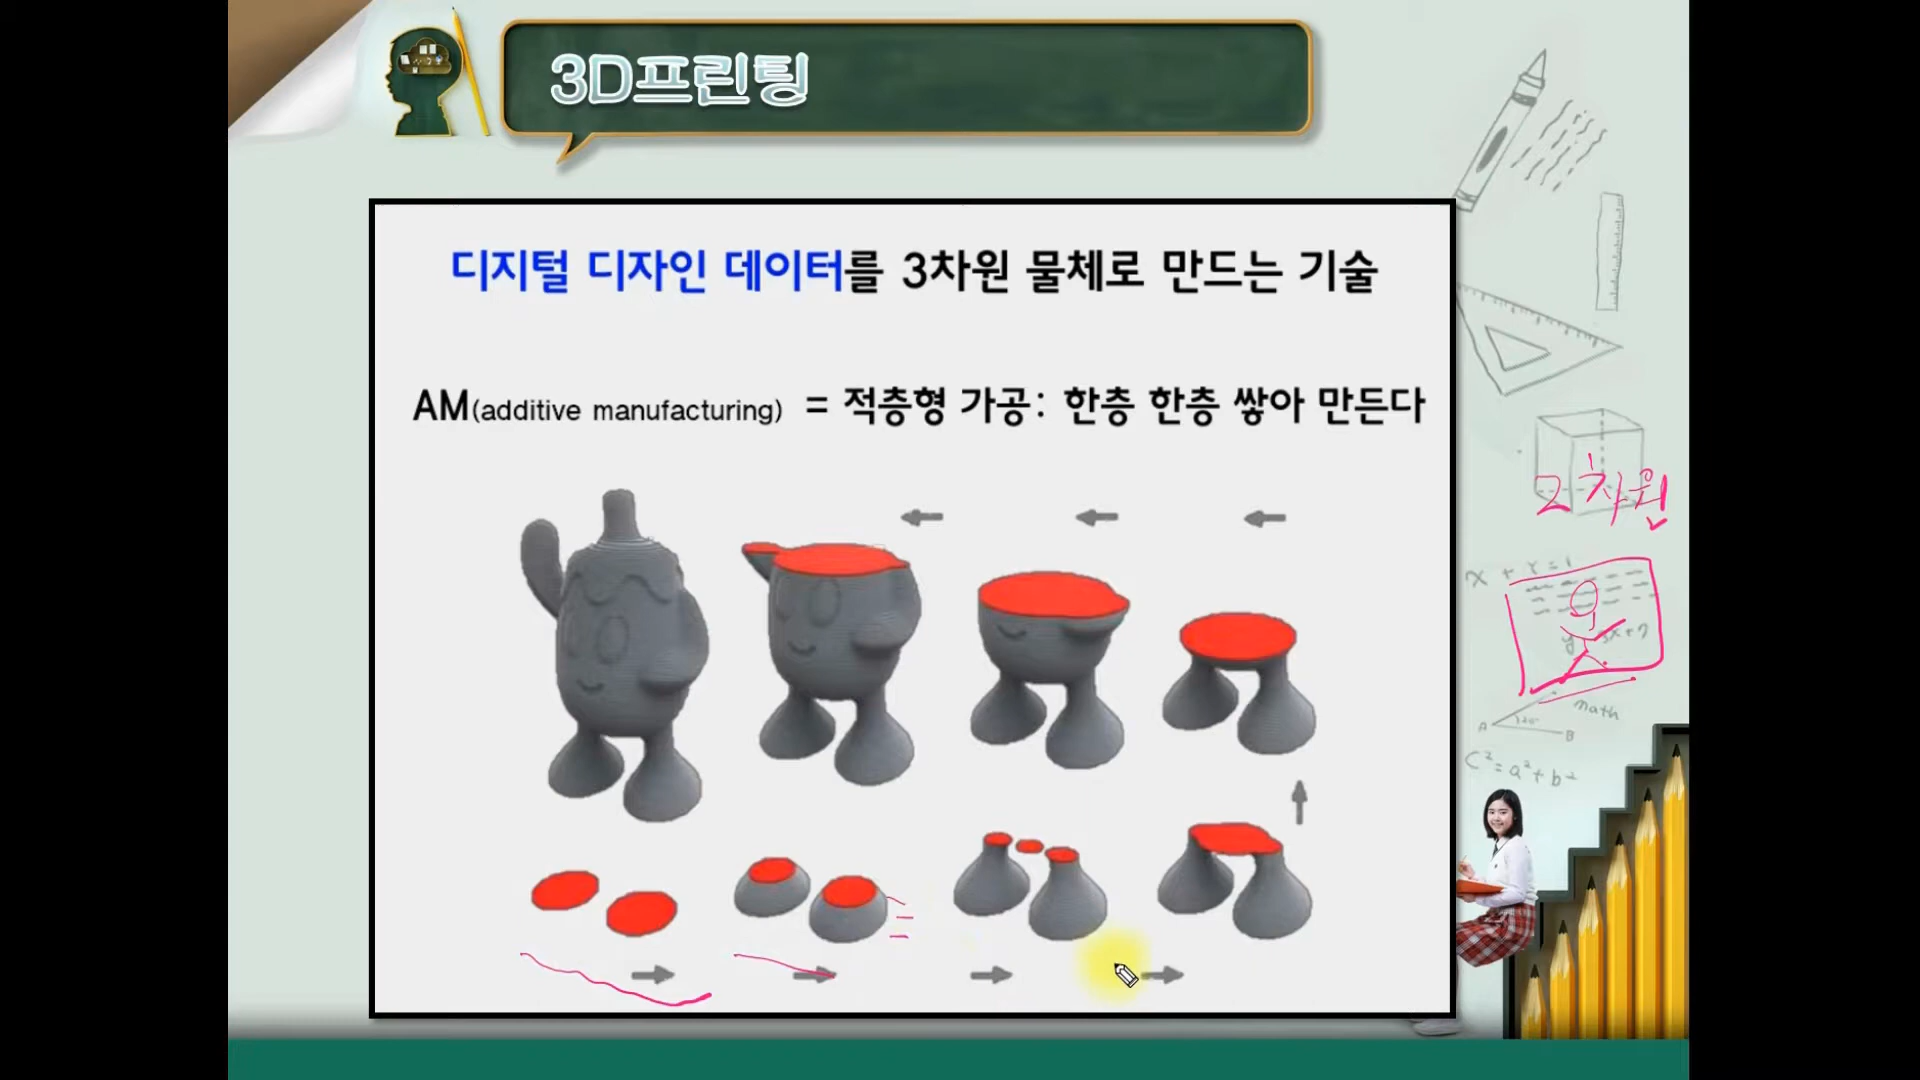 3D프린팅
디지털 디자인 데이터를 3차원 물체로 만드는 기술
AM(additive manufacturing) = 적층형 가공: 한층 한층 쌓아 만든다
2차원
x + y = 1
math
A
120°
B
C² = a² + b²